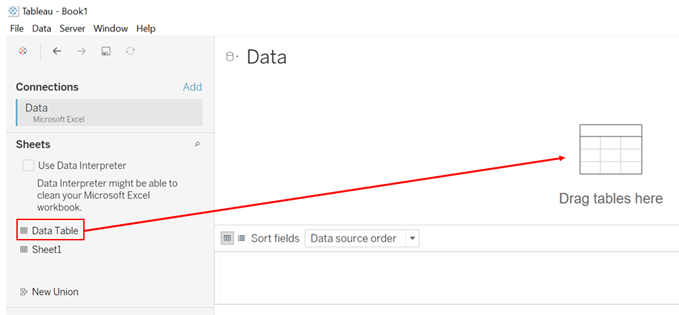 Tableau - Book1
File Data Server Window Help
Connections Add
Data
Microsoft Excel
Sheets
Use Data Interpreter
Data Interpreter might be able to
clean your Microsoft Excel
workbook.
Data Table
Sheet1
New Union
Data
Drag tables here
Sort fields Data source order